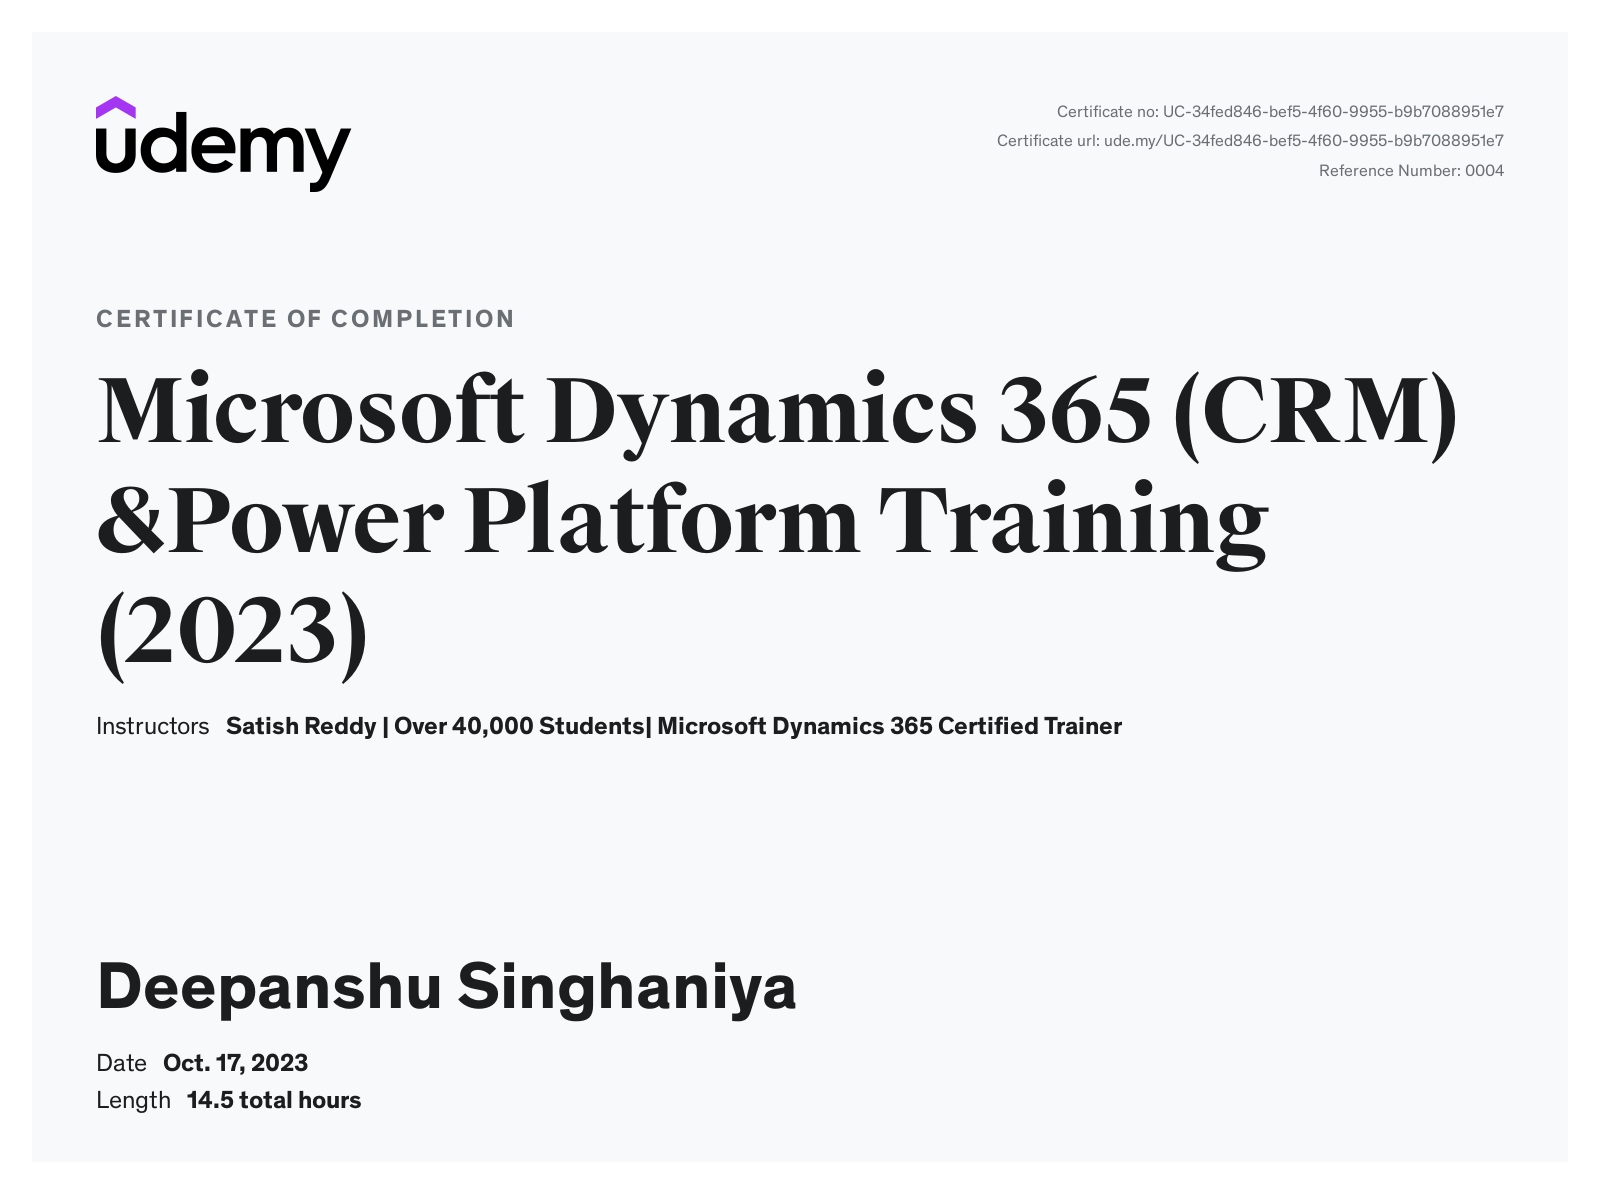 udemy
Certificate no: UC-34fed846-bef5-4f60-9955-b9b7088951e7
Certificate url: ude.my/UC-34fed846-bef5-4f60-9955-b9b7088951e7
Reference Number: 0004
CERTIFICATE OF COMPLETION
Microsoft Dynamics 365 (CRM)
&Power Platform Training
(2023)
Instructors Satish Reddy | Over 40,000 Students| Microsoft Dynamics 365 Certified Trainer
Deepanshu Singhaniya
Date Oct. 17, 2023
Length 14.5 total hours